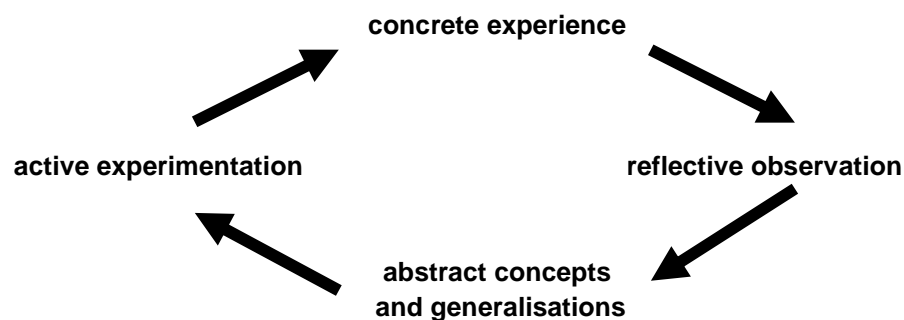 concrete experience
active experimentation
reflective observation
abstract concepts
and generalisations